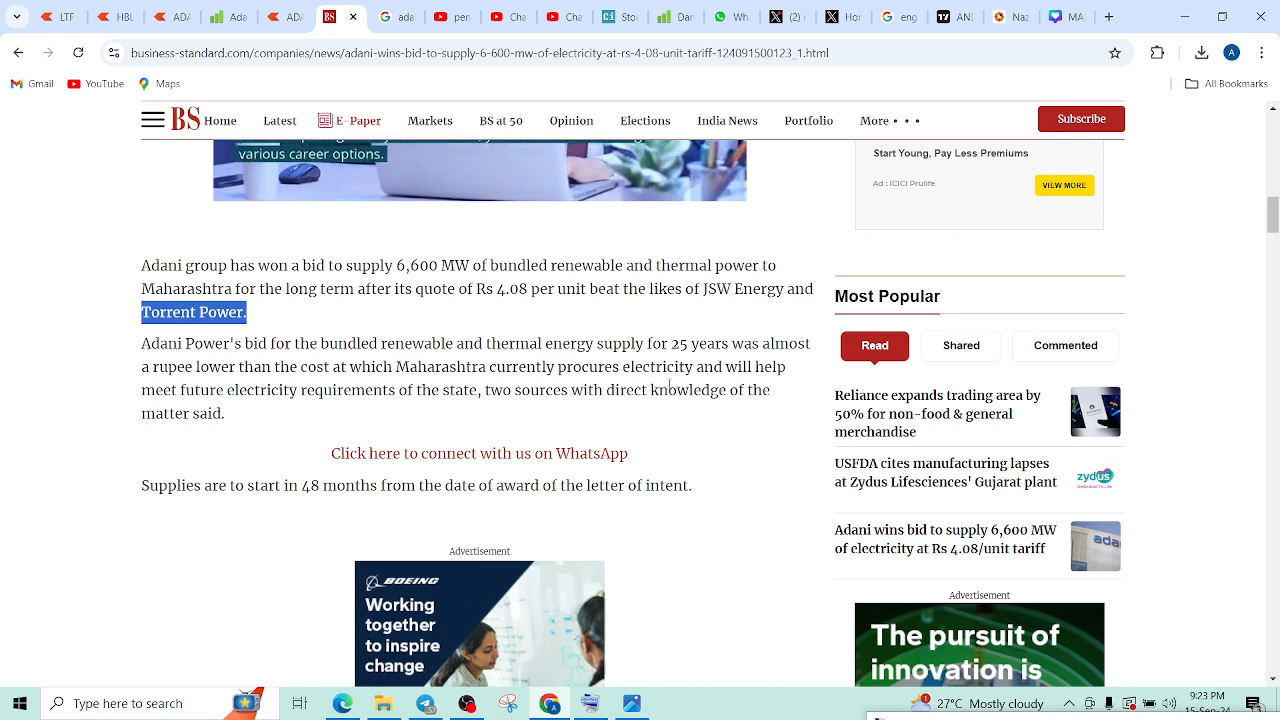 LTF
HDF
BS
WhA
Goo
MA)
business-standard.com/companies/news/adani-wins-bid-to-supply-6-600-mw-of-electricity-at-rs-4-08-unit-tariff-124091500123_1.html
A
Gmail
YouTube
Maps
All Bookmarks
BS
Home
Latest
E-Paper
Markets
BS at 50
Opinion
Elections
India News
Portfolio
More
Subscribe
various career options.
Start Young, Pay Less Premiums
Ad : ICICI Prulife
VIEW MORE
Adani group has won a bid to supply 6,600 MW of bundled renewable and thermal power to
Maharashtra for the long term after its quote of Rs 4.08 per unit beat the likes of JSW Energy and
Torrent Power.
Adani Power's bid for the bundled renewable and thermal energy supply for 25 years was almost
a rupee lower than the cost at which Maharashtra currently procures electricity and will help
meet future electricity requirements of the state, two sources with direct knowledge of the
matter said.
Click here to connect with us on WhatsApp
Supplies are to start in 48 months from the date of award of the letter of intent.
Advertisement
BOEING
Working
together
to inspire
change
Most Popular
Read
Shared
Commented
Reliance expands trading area by
50% for non-food & general
merchandise
USFDA cites manufacturing lapses
at Zydus Lifesciences' Gujarat plant
zydus
Adani wins bid to supply 6,600 MW
of electricity at Rs 4.08/unit tariff
Advertisement
The pursuit of
innovation is
Type here to search
27°C Mostly cloudy
9:23 PM
15-Sep-24